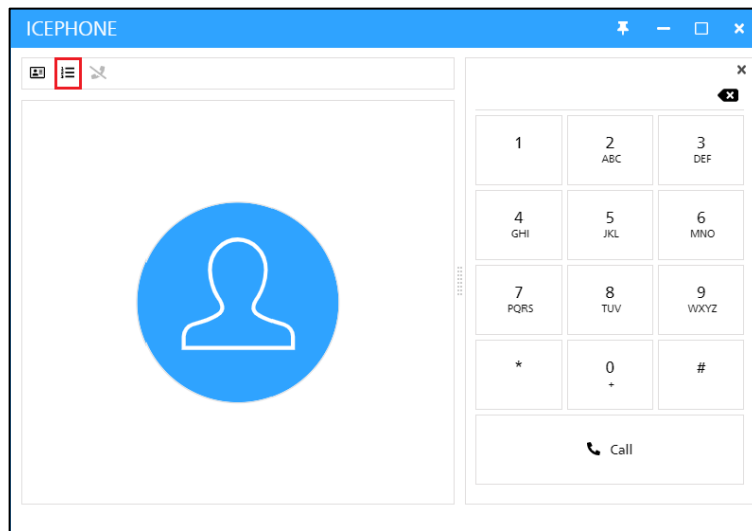 ICEPHONE
1
2
ABC
3
DEF
4
GHI
5
JKL
6
MNO
7
PQRS
8
TUV
9
WXYZ
*
0
+
#
Call